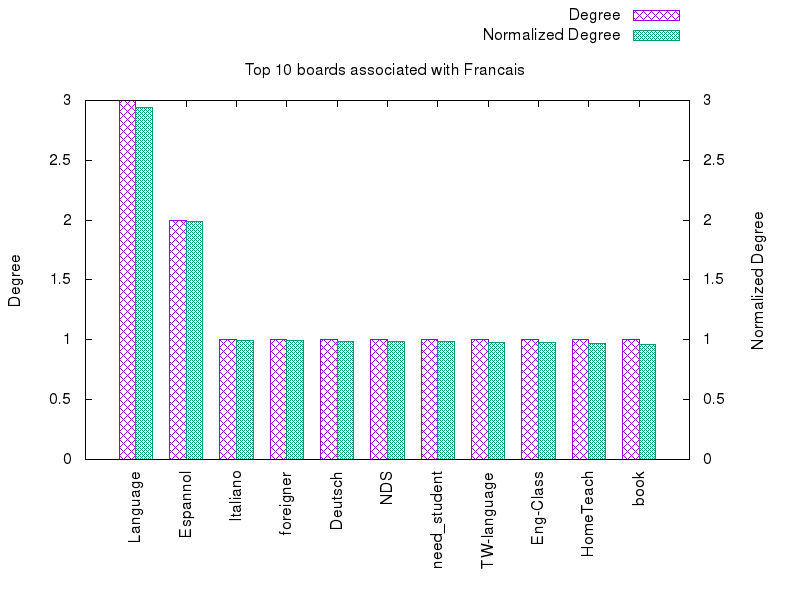 Degree
Normalized Degree
Top 10 boards associated with Francais
3
2.5
2
1.5
1
0.5
0
3
2.5
2
1.5
1
0.5
0
Degree
Normalized Degree
Language
Espannol
Italiano
foreigner
Deutsch
NDS
need_student
TW-language
Eng-Class
HomeTeach
book